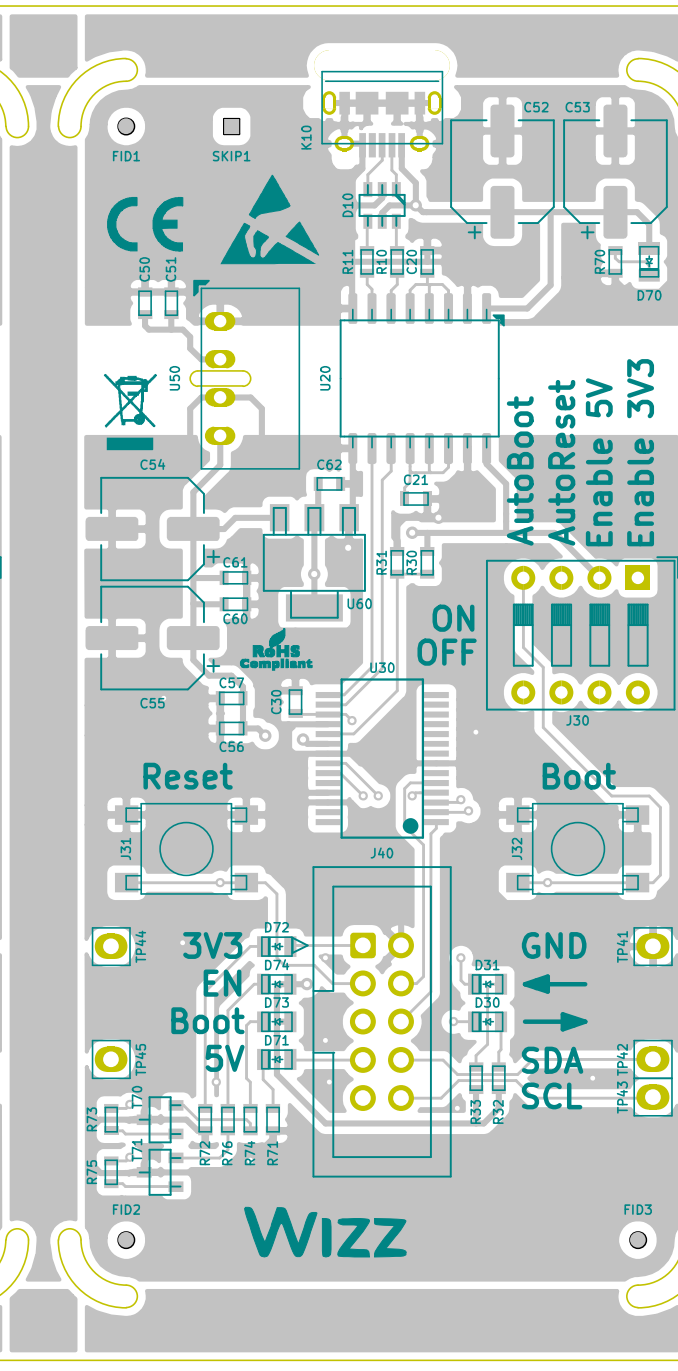 FID1
SKIP1
K10
C52
C53
D10
CE
R11
R10
C20
R70
D70
C50
C51
U50
U20
AutoBoot
AutoReset
Enable 5V
Enable 3V3
C54
C62
C21
C61
C60
U60
R31
R30
ON
OFF
RoHS
Compliant
U30
C57
C30
C56
C55
J30
Reset
Boot
J31
J32
J40
D72
3V3
TP44
GND
TP41
D74
EN
D31
D73
Boot
D30
D71
5V
TP45
SDA
TP42
SCL
TP43
R73
T70
R72
R76
R74
R71
R33
R32
T71
R75
FID2
FID3
Wizz